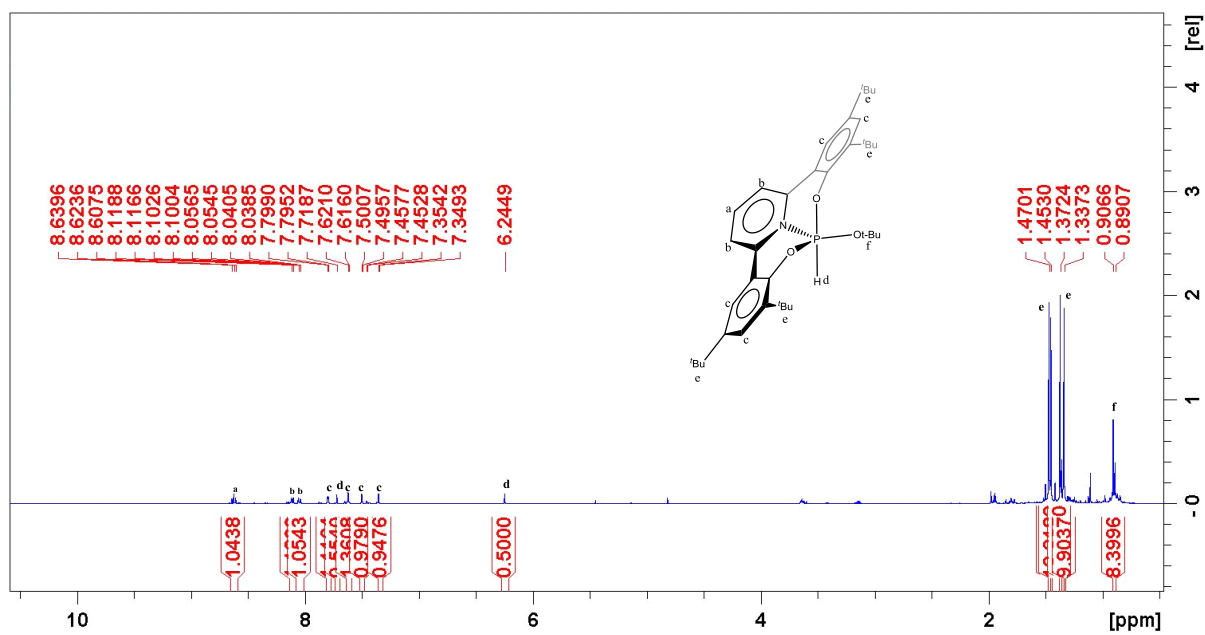 [rel]
8.6396
8.6236
8.6075
8.1188
8.1166
8.1026
8.1004
8.0565
8.0545
8.0405
8.0385
7.7990
7.7952
7.7187
7.6210
7.6160
7.5007
7.4957
7.4577
7.4528
7.3542
7.3493
6.2449
1.4701
1.4530
1.3724
1.3373
0.9066
0.8907
tBu
e
c
c
tBu
e
b
a
b
O
N
P
Ot-Bu
f
O
H d
c
tBu
e
c
tBu
e
4
3
2
1
- 0
a
b b
c
d
c
c
c
d
e
e
f
1.0438
1.0543
0.9790
0.9476
0.5000
8.3996
10
8
6
4
2
[ppm]